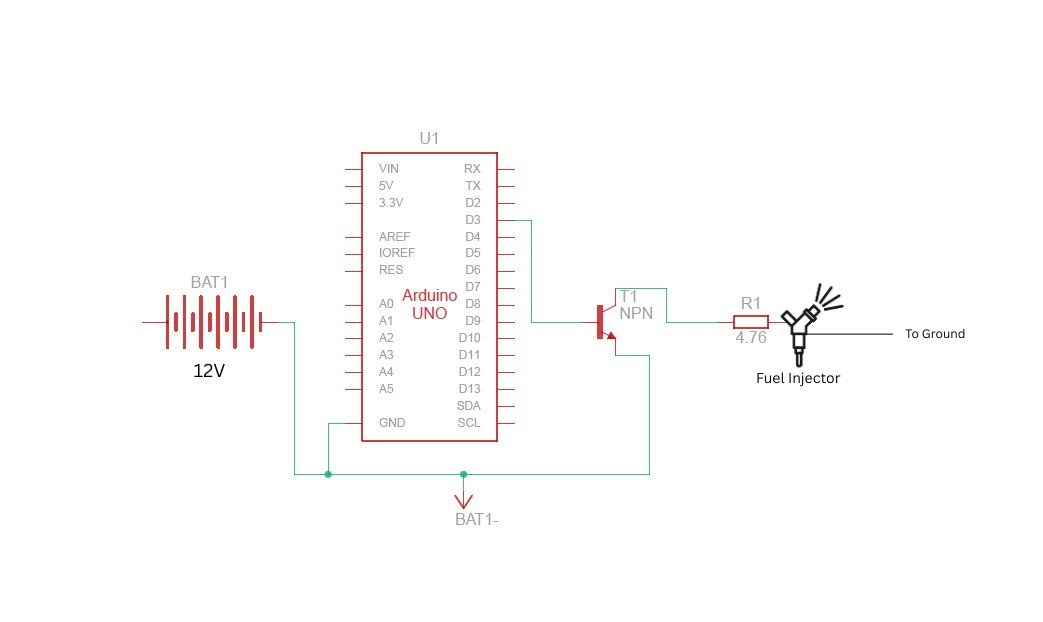 U1
VIN RX
5V TX
3.3V D2
D3
AREF D4
IOREF D5
RES D6
D7
A0 D8
A1 D9
A2 D10
A3 D11
A4 D12
A5 D13
SDA
GND SCL
Arduino
UNO
BAT1
12V
T1
NPN
R1
4.76
To Ground
Fuel Injector
BAT1-